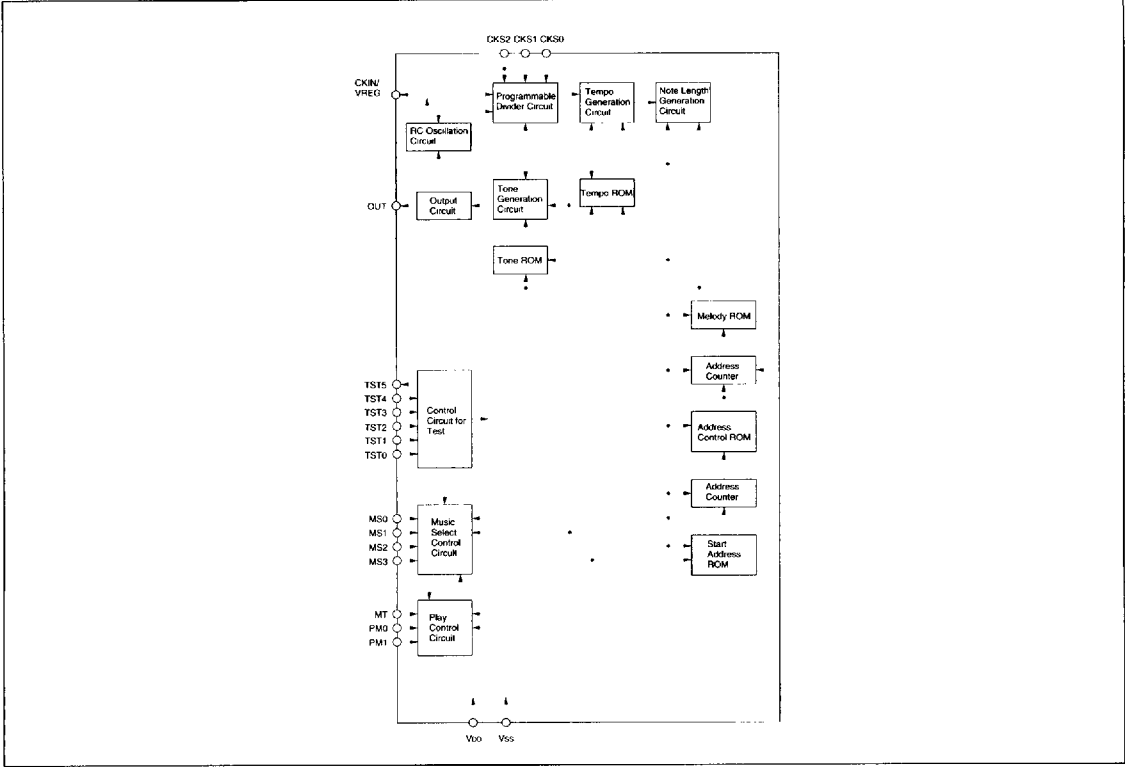 CKS2 CKS1 CKS0
CKIN/
VREG
Programmable
Divider Circuit
Tempo
Generation
Circuit
Note Length
Generation
Circuit
RC Oscillation
Circuit
OUT
Output
Circuit
Tone
Generation
Circuit
Tempo ROM
Tone ROM
Melody ROM
Address
Counter
TST5
TST4
TST3
TST2
TST1
TST0
Control
Circuit for
Test
Address
Control ROM
Address
Counter
MS0
MS1
MS2
MS3
Music
Select
Control
Circuit
Start
Address
ROM
MT
PM0
PM1
Play
Control
Circuit
VDD
VSS